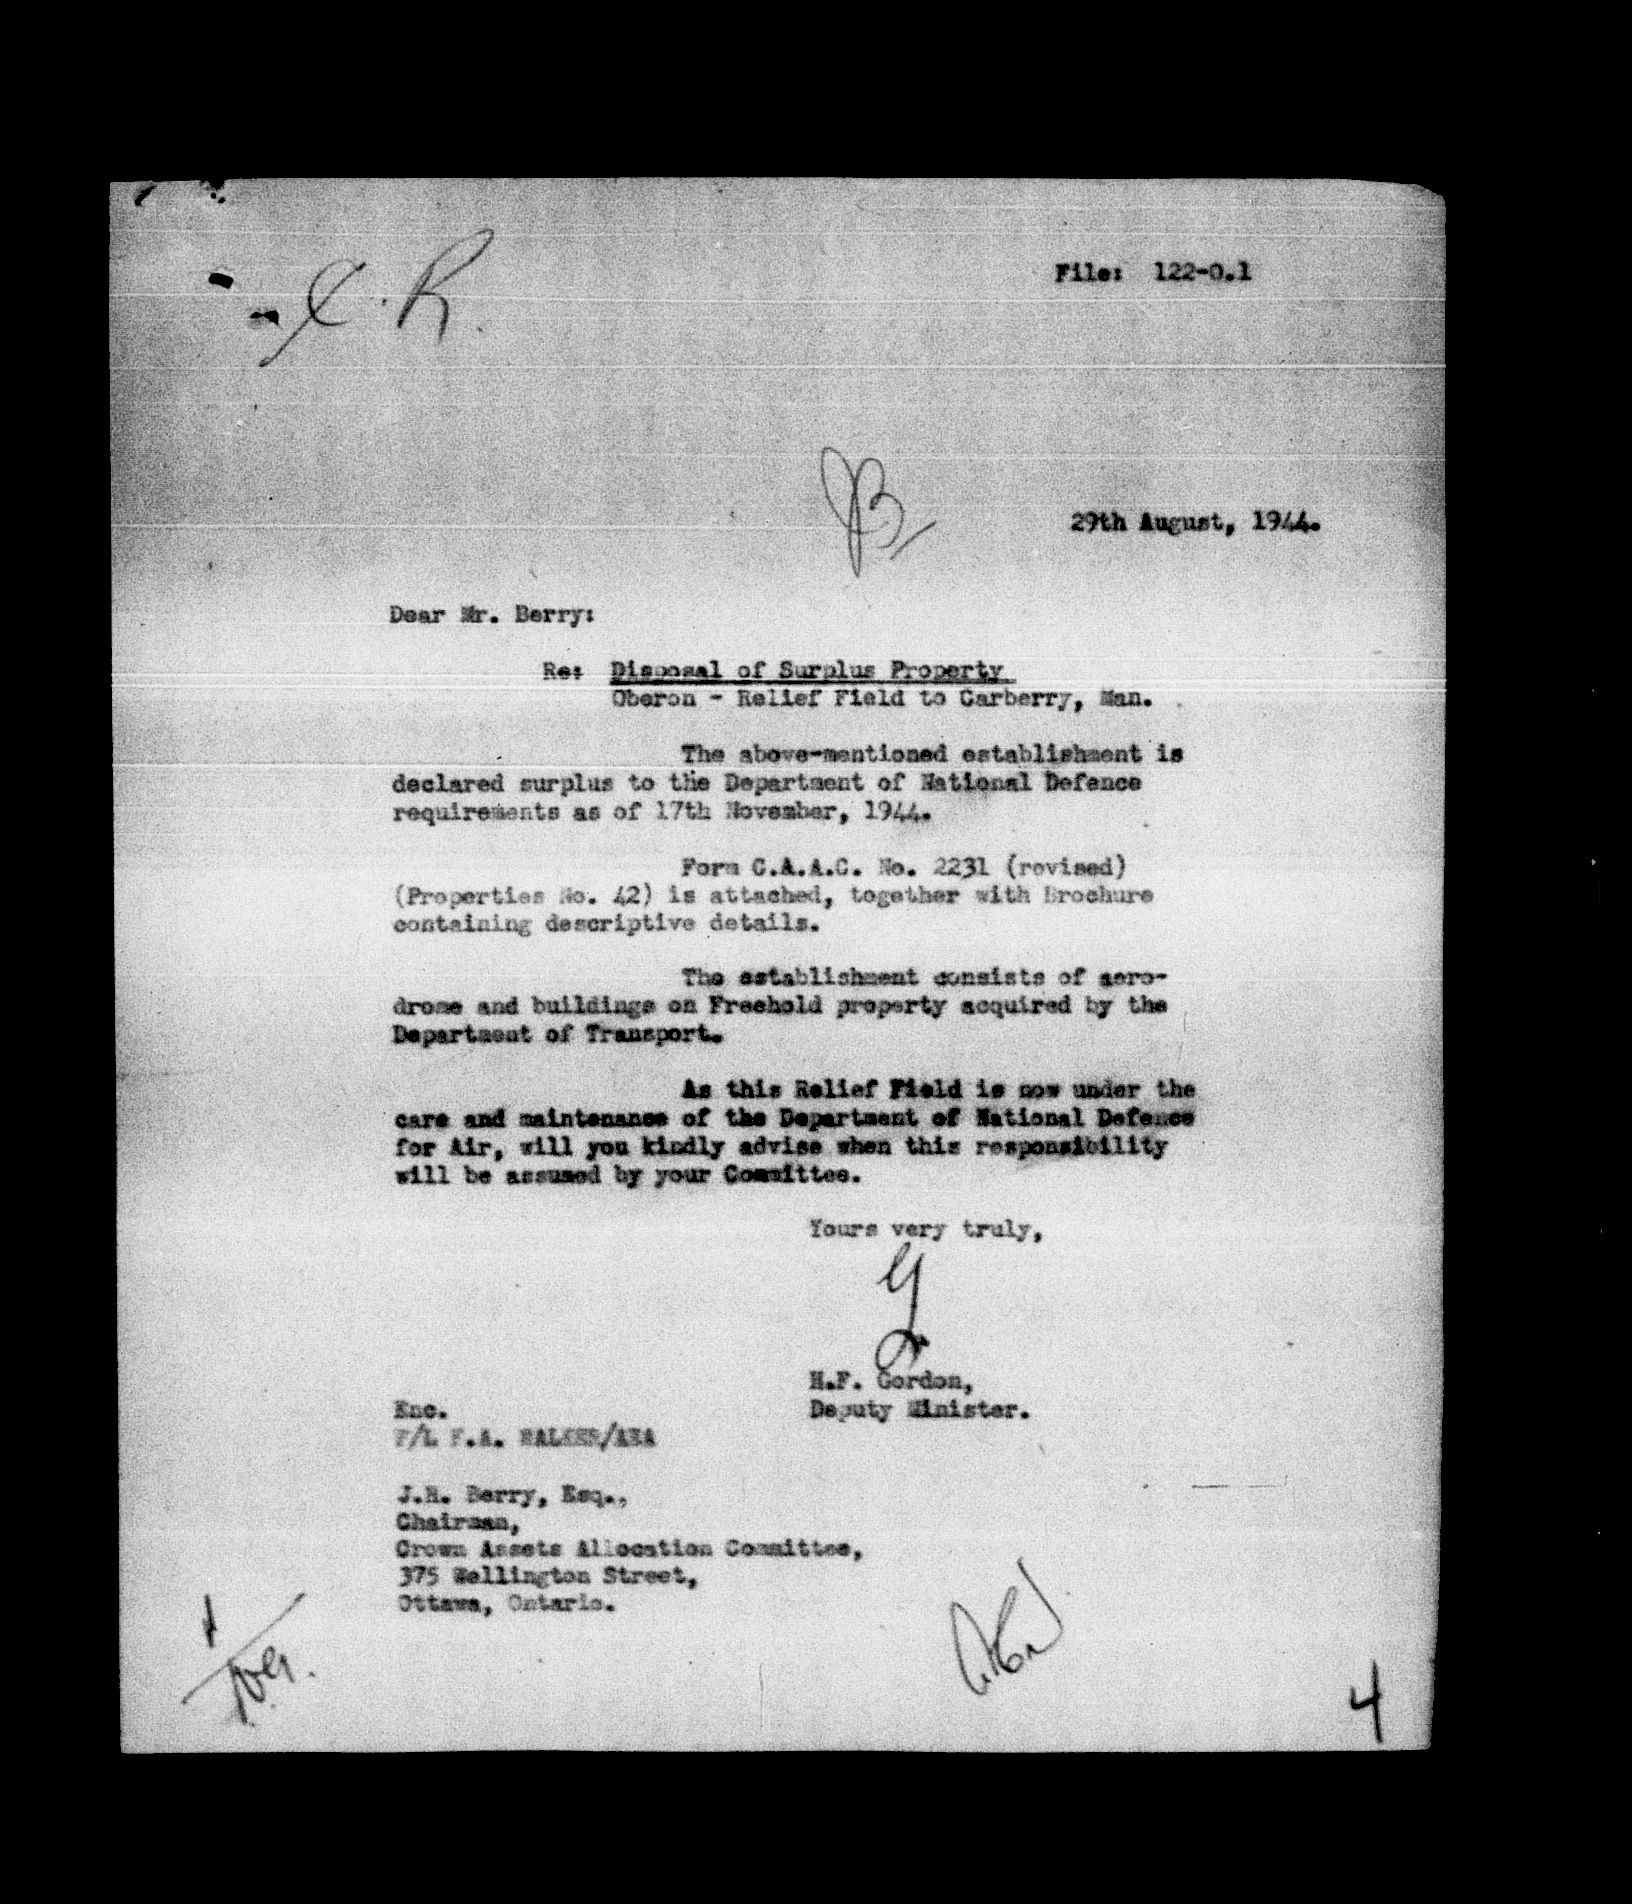 File: 122-0.1
29th August, 1944.
Dear Mr. Berry:
Re: Disposal of Surplus Property
Oberon - Relief Field to Carberry, Man.
The above-mentioned establishment is
declared surplus to the Department of National Defence
requirements as of 17th November, 1944.
Form C.A.A.C. No. 2231 (revised)
(Properties No. 42) is attached, together with Brochure
containing descriptive details.
The establishment consists of aero-
drome and buildings on Freehold property acquired by the
Department of Transport.
As this Relief Field is now under the
care and maintenance of the Department of National Defence
for Air, will you kindly advise when this responsibility
will be assumed by your Committee.
Yours very truly,
H.F. Gordon,
Deputy Minister.
Enc.
F/L F.A. WALKER/
J.R. Berry, Esq.,
Chairman,
Crown Assets Allocation Committee,
375 Wellington Street,
Ottawa, Ontario.
4